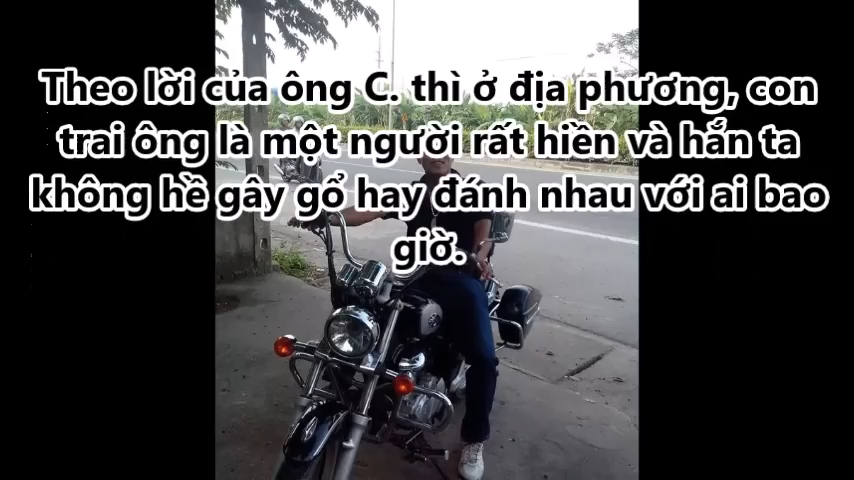 Theo lời của ông C. thì ở địa phương, con
trai ông là một người rất hiền và hắn ta
không hề gây gổ hay đánh nhau với ai bao
giờ.